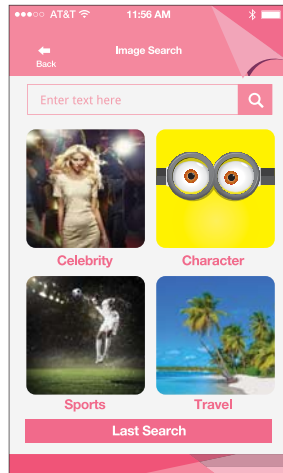 AT&T 11:56 AM
Image Search
Back
Enter text here
Celebrity Character
Sports Travel
Last Search